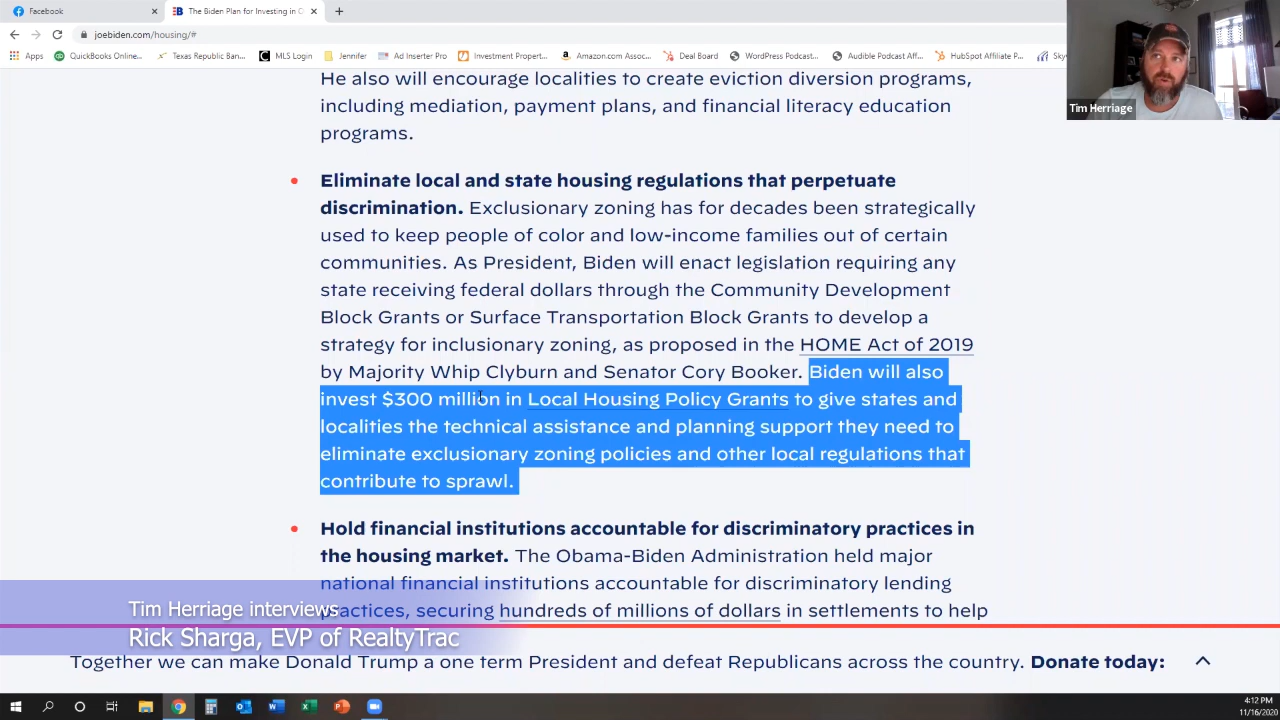 Facebook
The Biden Plan for Investing in O
joebiden.com/housing/#
Apps
QuickBooks Online...
Texas Republic Ban...
MLS Login
Jennifer
Ad Inserter Pro
Investment Propert...
Amazon.com Assoc...
Deal Board
WordPress Podcast...
Audible Podcast Aff...
HubSpot Affiliate P...
Sky
Tim Herriage
He also will encourage localities to create eviction diversion programs,
including mediation, payment plans, and financial literacy education
programs.
Eliminate local and state housing regulations that perpetuate
discrimination. Exclusionary zoning has for decades been strategically
used to keep people of color and low-income families out of certain
communities. As President, Biden will enact legislation requiring any
state receiving federal dollars through the Community Development
Block Grants or Surface Transportation Block Grants to develop a
strategy for inclusionary zoning, as proposed in the HOME Act of 2019
by Majority Whip Clyburn and Senator Cory Booker. Biden will also
invest $300 million in Local Housing Policy Grants to give states and
localities the technical assistance and planning support they need to
eliminate exclusionary zoning policies and other local regulations that
contribute to sprawl.
Hold financial institutions accountable for discriminatory practices in
the housing market. The Obama-Biden Administration held major
national financial institutions accountable for discriminatory lending
practices, securing hundreds of millions of dollars in settlements to help
Tim Herriage interviews
Rick Sharga, EVP of RealtyTrac
Together we can make Donald Trump a one term President and defeat Republicans across the country. Donate today:
4:12 PM
11/16/2020